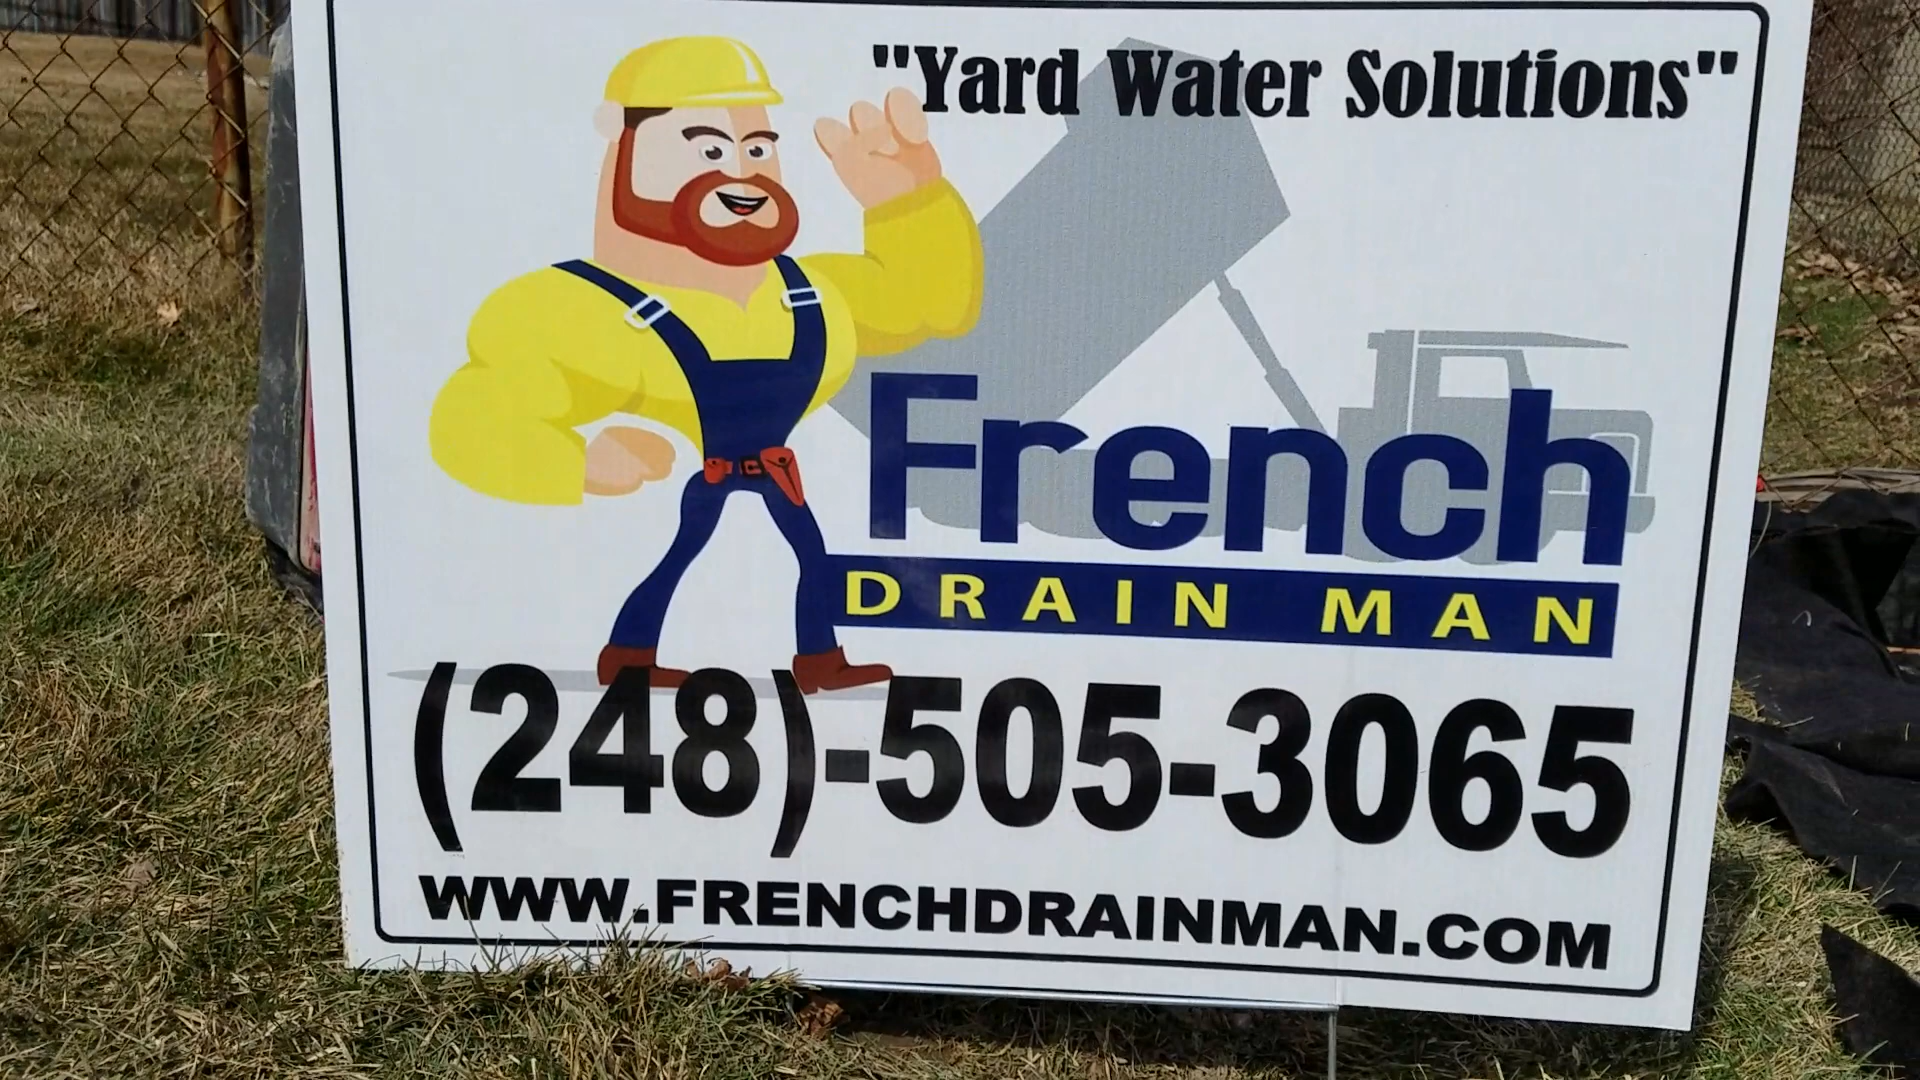 "Yard Water Solutions"
French
DRAIN MAN
(248)-505-3065
WWW.FRENCHDRAINMAN.COM